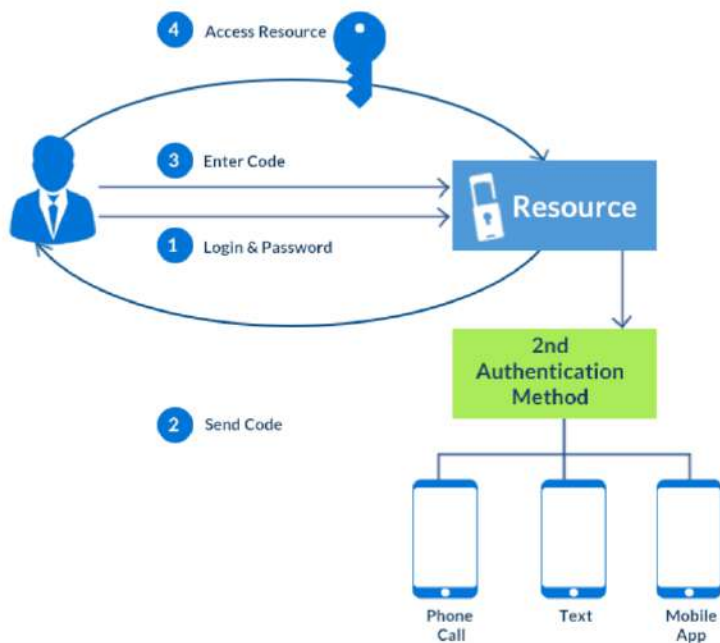 4 Access Resource
3 Enter Code
Resource
1 Login & Password
2nd
Authentication
Method
2 Send Code
Phone
Call
Text
Mobile
App